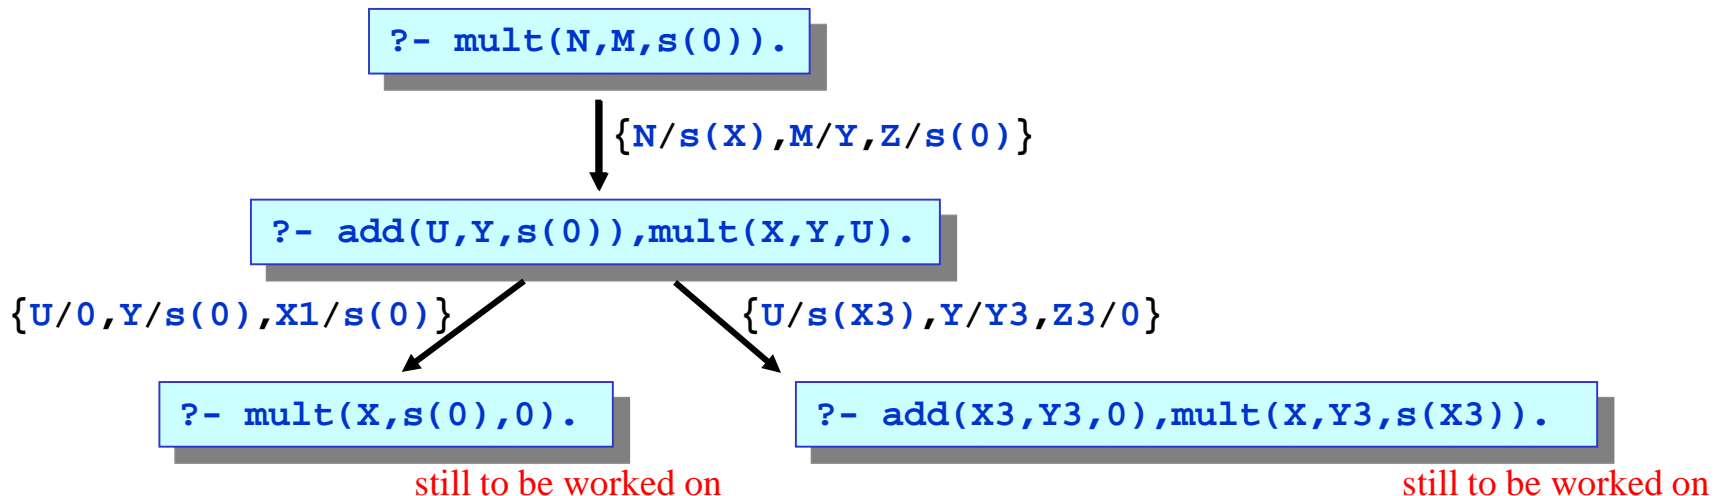 ?- mult(N,M,s(0)).
{N/s(X),M/Y,Z/s(0)}
?- add(U,Y,s(0)),mult(X,Y,U).
{U/0,Y/s(0),X1/s(0)}
{U/s(X3),Y/Y3,Z3/0}
?- mult(X,s(0),0).
?- add(X3,Y3,0),mult(X,Y3,s(X3)).
still to be worked on
still to be worked on